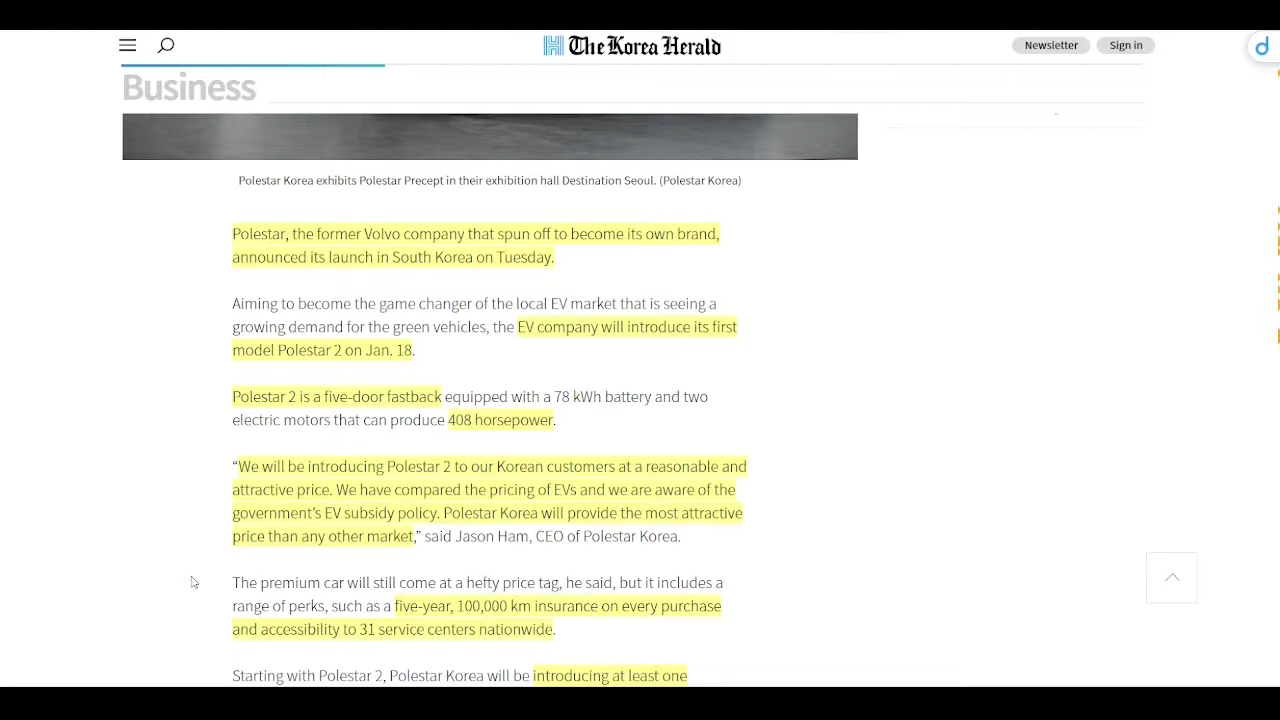 The Korea Herald
Newsletter
Sign in
d
Business
Polestar Korea exhibits Polestar Precept in their exhibition hall Destination Seoul. (Polestar Korea)
Polestar, the former Volvo company that spun off to become its own brand,
announced its launch in South Korea on Tuesday.
Aiming to become the game changer of the local EV market that is seeing a
growing demand for the green vehicles, the EV company will introduce its first
model Polestar 2 on Jan. 18.
Polestar 2 is a five-door fastback equipped with a 78 kWh battery and two
electric motors that can produce 408 horsepower.
“We will be introducing Polestar 2 to our Korean customers at a reasonable and
attractive price. We have compared the pricing of EVs and we are aware of the
government’s EV subsidy policy. Polestar Korea will provide the most attractive
price than any other market,” said Jason Ham, CEO of Polestar Korea.
The premium car will still come at a hefty price tag, he said, but it includes a
range of perks, such as a five-year, 100,000 km insurance on every purchase
and accessibility to 31 service centers nationwide.
Starting with Polestar 2, Polestar Korea will be introducing at least one